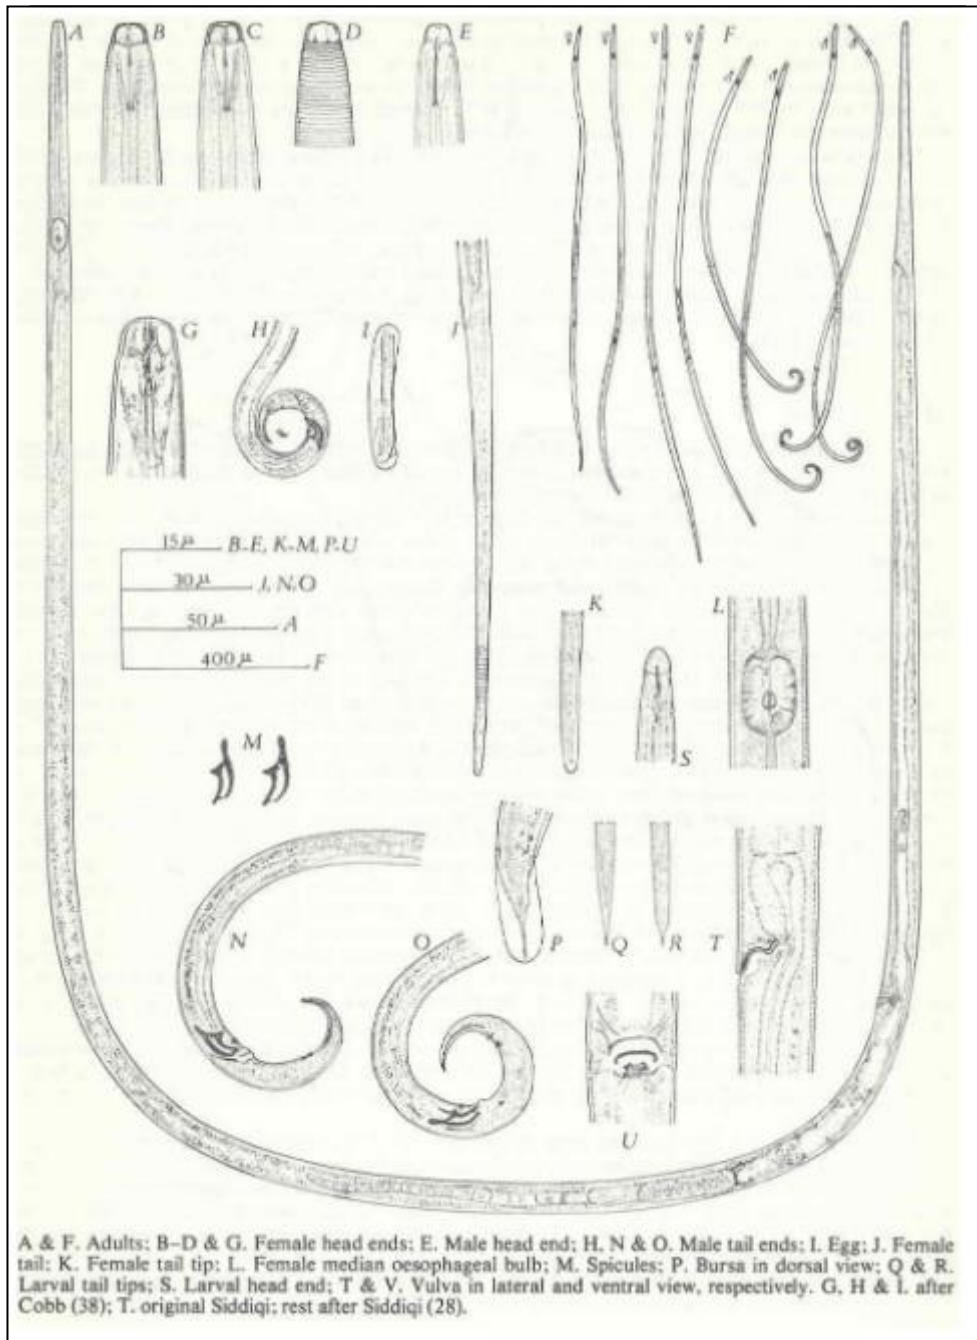 A B C D E F
♀ ♀ ♀ ♀ ♂ ♂ ♂ ♂
G H I J
15µ B-E, K-M, P-U
30µ J, N, O
50µ A
400µ F
K L
M S
N O P Q R T
U
A & F. Adults; B–D & G. Female head ends; E. Male head end; H, N & O. Male tail ends; I. Egg; J. Female
tail; K. Female tail tip; L. Female median oesophageal bulb; M. Spicules; P. Bursa in dorsal view; Q & R.
Larval tail tips; S. Larval head end; T & V. Vulva in lateral and ventral view, respectively. G, H & I. after
Cobb (38); T. original Siddiqi; rest after Siddiqi (28).